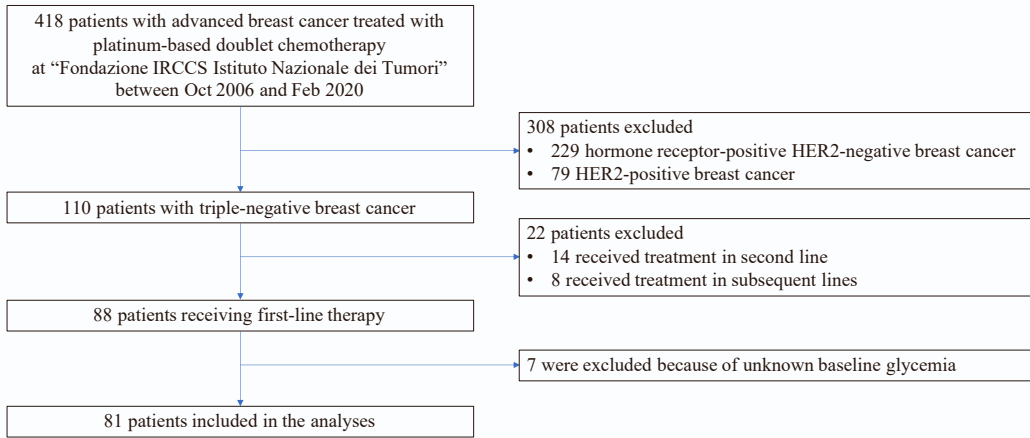 418 patients with advanced breast cancer treated with
platinum-based doublet chemotherapy
at “Fondazione IRCCS Istituto Nazionale dei Tumori”
between Oct 2006 and Feb 2020
308 patients excluded
• 229 hormone receptor-positive HER2-negative breast cancer
• 79 HER2-positive breast cancer
110 patients with triple-negative breast cancer
22 patients excluded
• 14 received treatment in second line
• 8 received treatment in subsequent lines
88 patients receiving first-line therapy
7 were excluded because of unknown baseline glycemia
81 patients included in the analyses